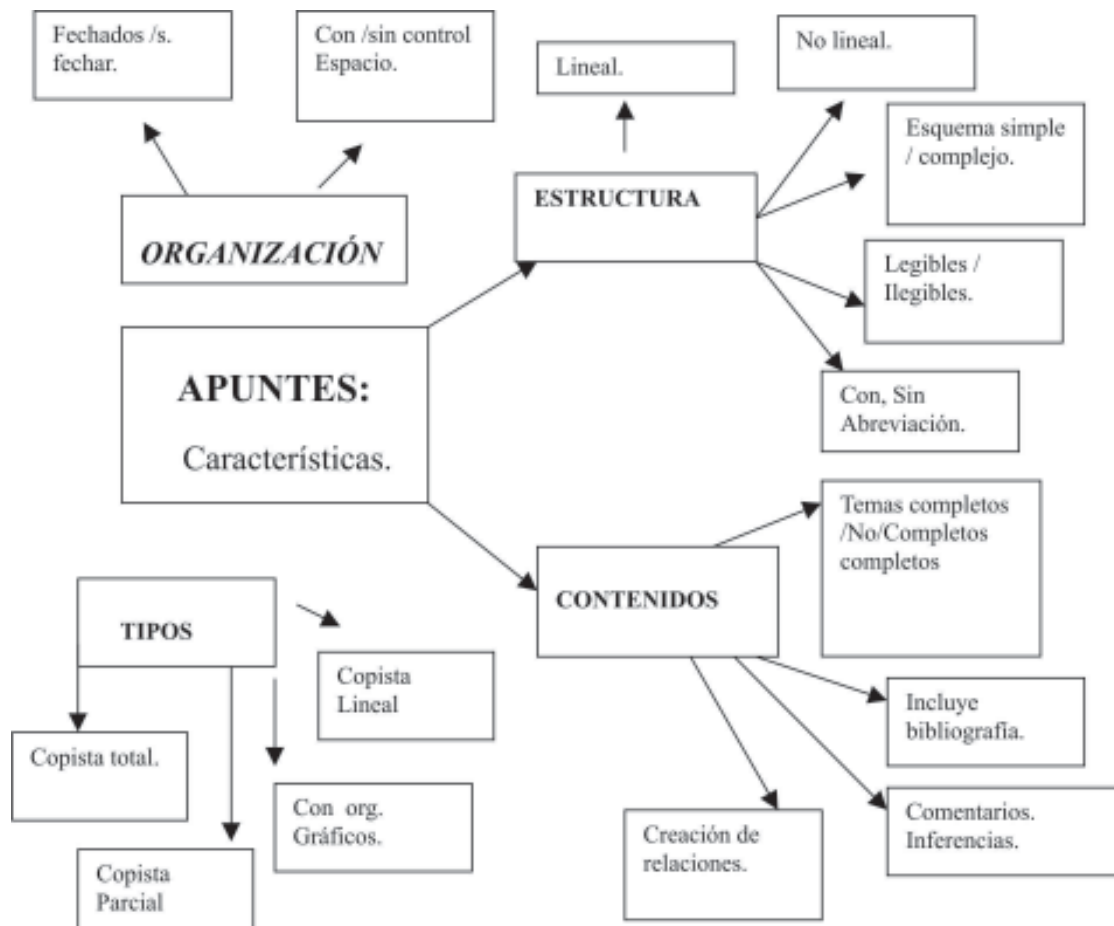 Fechados /s.
fechar.
Con /sin control
Espacio.
Lineal.
No lineal.
Esquema simple
/ complejo.
ESTRUCTURA
ORGANIZACIÓN
Legibles /
Ilegibles.
APUNTES:
Características.
Con, Sin
Abreviación.
Temas completos
/No/Completos
completos
CONTENIDOS
TIPOS
Copista
Lineal
Incluye
bibliografía.
Copista total.
Con org.
Gráficos.
Comentarios.
Inferencias.
Creación de
relaciones.
Copista
Parcial